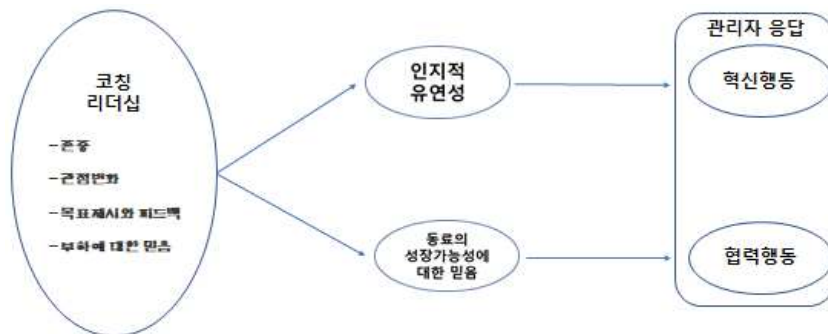 코칭
리더십
- 존중
- 관점변화
- 목표제시와 피드백
- 부하에 대한 믿음
인지적
유연성
동료의
성장가능성에
대한 믿음
관리자 응답
혁신행동
협력행동